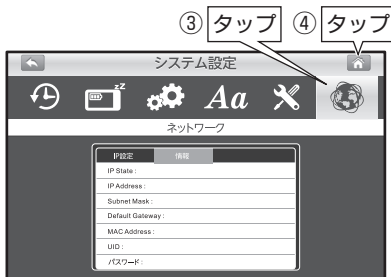 ③ タップ ④ タップ
システム設定
zZ
Aa
ネットワーク
IP設定 情報
IP State :
IP Address :
Subnet Mask :
Default Gateway :
MAC Address :
UID :
パスワード :